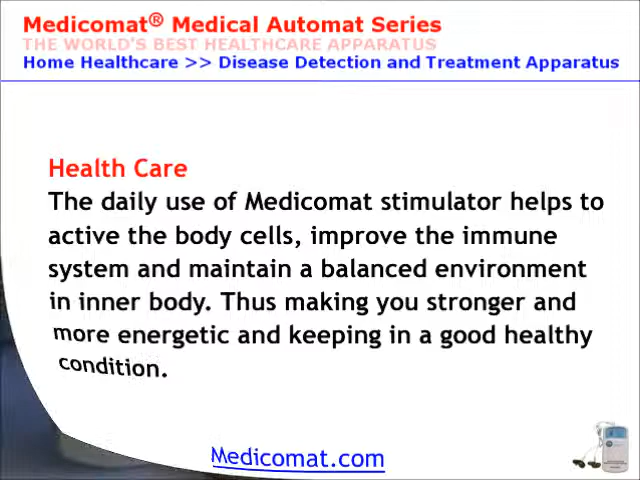 Medicomat® Medical Automat Series
THE WORLD'S BEST HEALTHCARE APPARATUS
Home Healthcare >> Disease Detection and Treatment Apparatus
Health Care
The daily use of Medicomat stimulator helps to
active the body cells, improve the immune
system and maintain a balanced environment
in inner body. Thus making you stronger and
more energetic and keeping in a good healthy
condition.
Medicomat.com